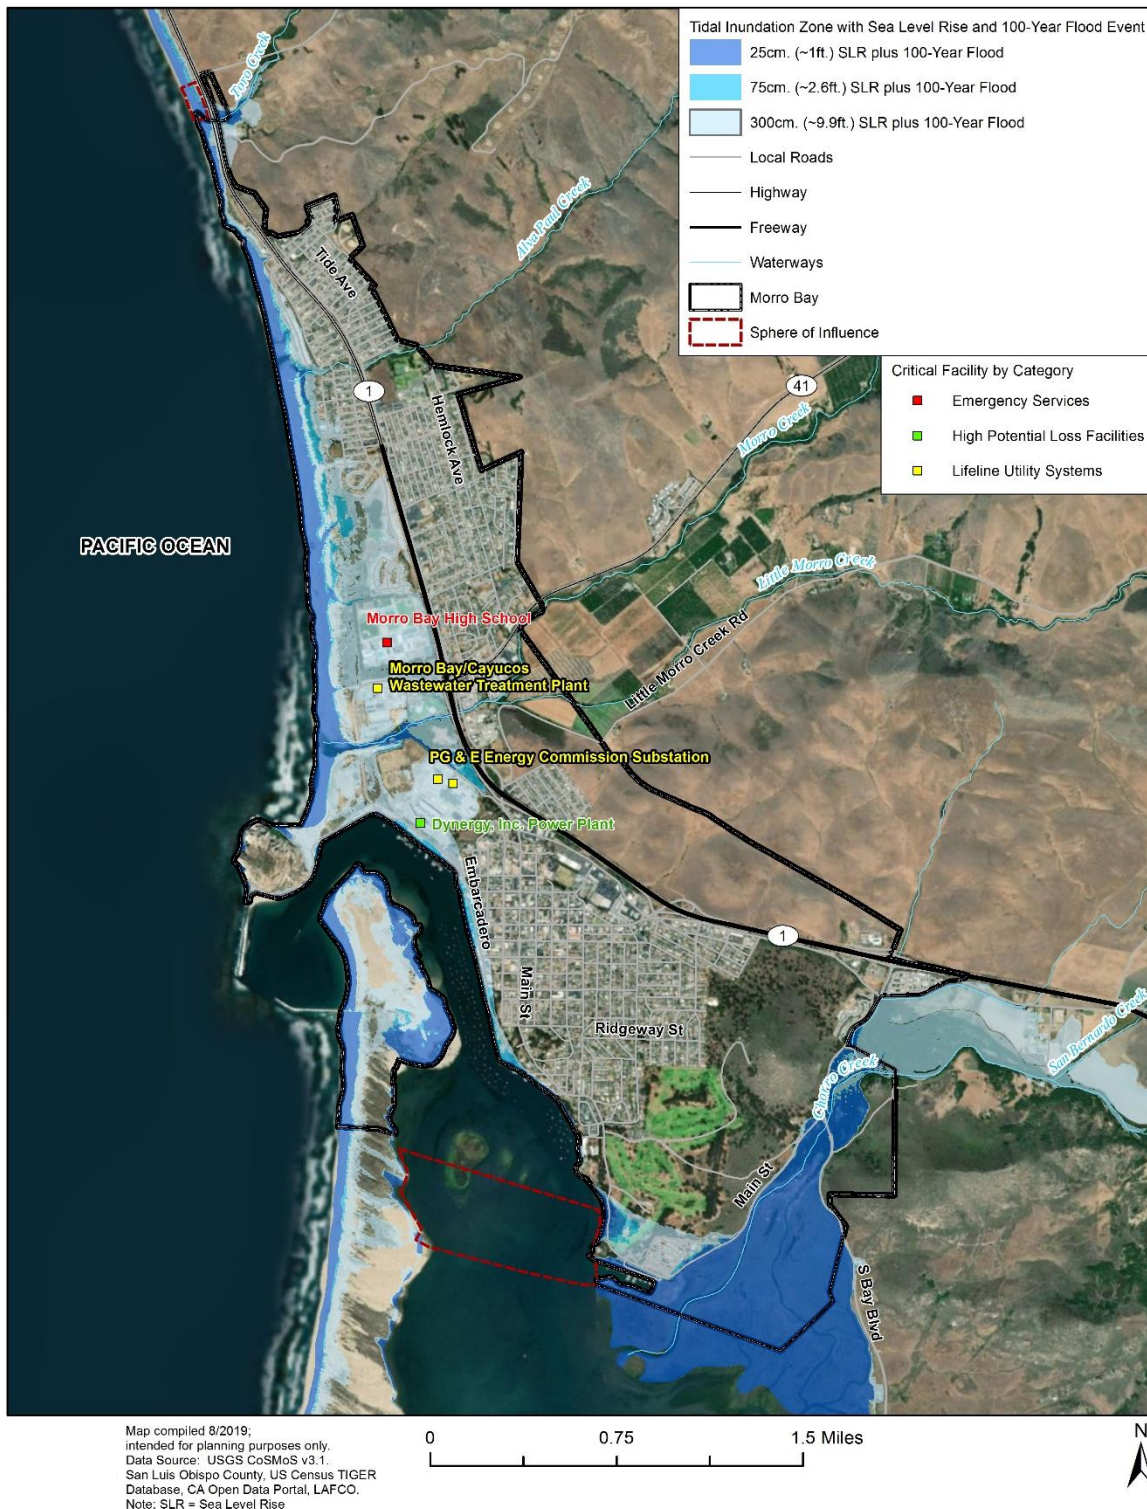 Tidal Inundation Zone with Sea Level Rise and 100-Year Flood Event
25cm. (~1ft.) SLR plus 100-Year Flood
75cm. (~2.6ft.) SLR plus 100-Year Flood
300cm. (~9.9ft.) SLR plus 100-Year Flood
Local Roads
Highway
Freeway
Waterways
Morro Bay
Sphere of Influence
Critical Facility by Category
Emergency Services
High Potential Loss Facilities
Lifeline Utility Systems
Toro Creek
Alva Paul Creek
Tide Ave
1
41
Hemlock Ave
Morro Creek
PACIFIC OCEAN
Little Morro Creek
Morro Bay High School
Little Morro Creek Rd
Morro Bay/Cayucos
Wastewater Treatment Plant
PG & E Energy Commission Substation
Dynergy, Inc. Power Plant
Embarcadero
1
Main St
Ridgeway St
San Bernardo Creek
Chorro Creek
Main St
S Bay Blvd
Map compiled 8/2019;
intended for planning purposes only.
Data Source: USGS CoSMoS v3.1.
San Luis Obispo County, US Census TIGER
Database, CA Open Data Portal, LAFCO.
Note: SLR = Sea Level Rise
0 0.75 1.5 Miles
N